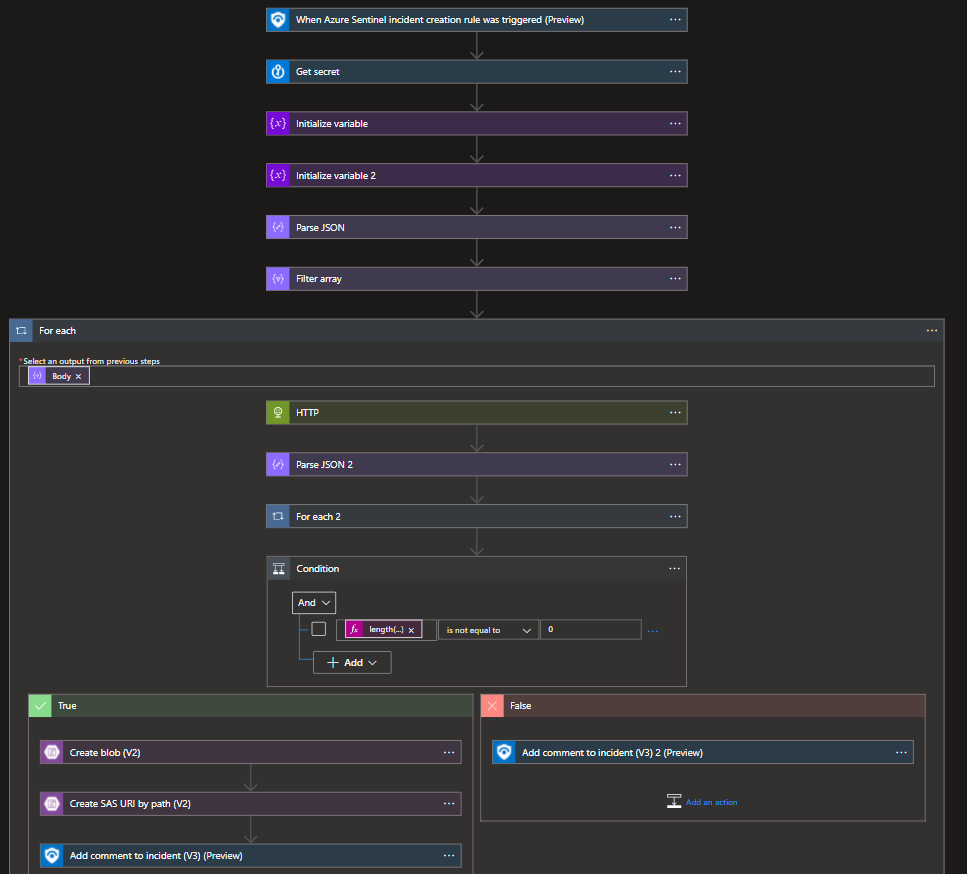 When Azure Sentinel incident creation rule was triggered (Preview)
Get secret
Initialize variable
Initialize variable 2
Parse JSON
Filter array
For each
*Select an output from previous steps
Body ×
HTTP
Parse JSON 2
For each 2
Condition
And
fx length(...) × is not equal to 0
+ Add
True
False
Create blob (V2)
Add comment to incident (V3) 2 (Preview)
Create SAS URI by path (V2)
Add an action
Add comment to incident (V3) (Preview)